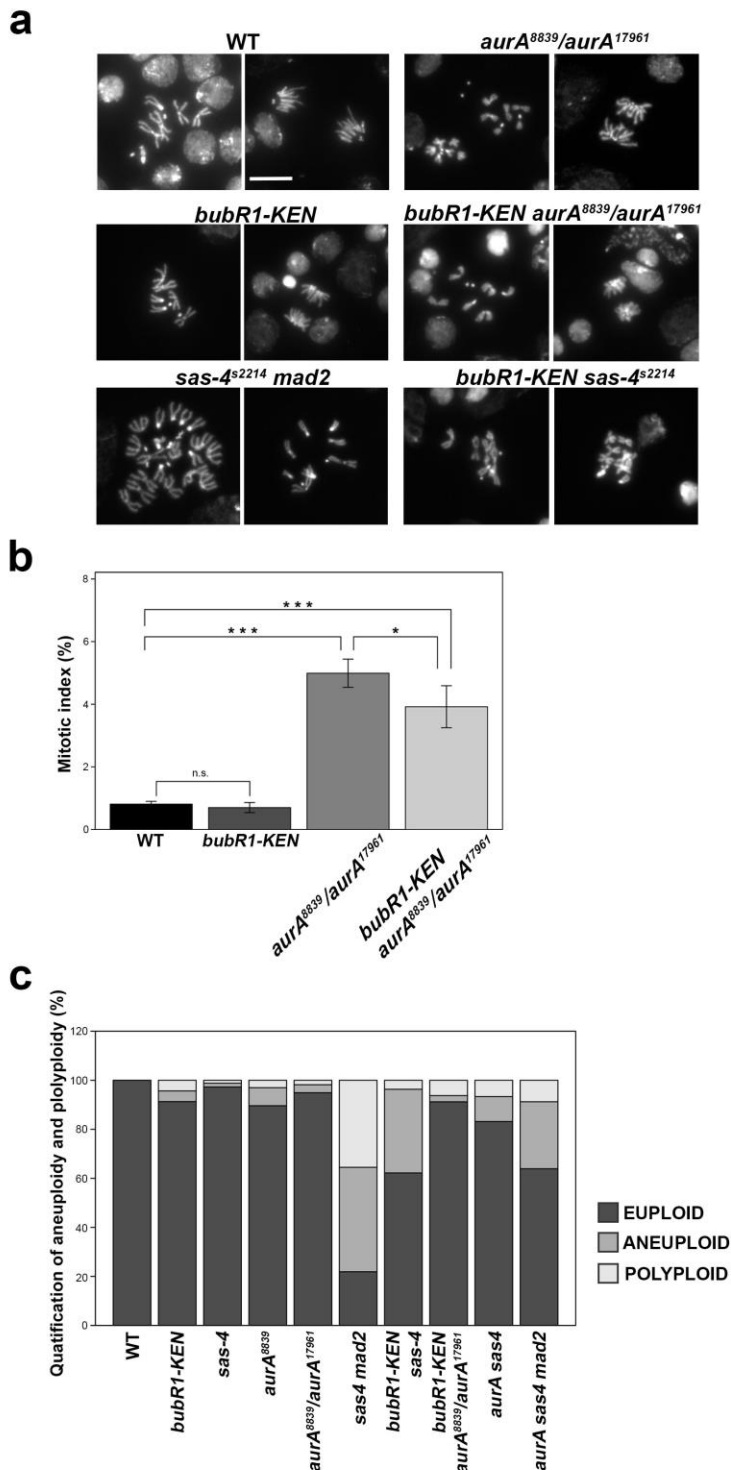 a
WT
aurA⁸⁸³⁹/aurA¹⁷⁹⁶¹
bubR1-KEN
bubR1-KEN aurA⁸⁸³⁹/aurA¹⁷⁹⁶¹
sas-4ˢ²²¹⁴ mad2
bubR1-KEN sas-4ˢ²²¹⁴
b
Mitotic index (%)
8
6
4
2
0
* * *
* * *
*
n.s.
WT
bubR1-KEN
aurA⁸⁸³⁹/aurA¹⁷⁹⁶¹
bubR1-KEN
aurA⁸⁸³⁹/aurA¹⁷⁹⁶¹
c
Quatification of aneuploidy and plolyploidy (%)
120
100
80
60
40
20
0
WT
bubR1-KEN
sas-4
aurA⁸⁸³⁹
aurA⁸⁸³⁹/aurA¹⁷⁹⁶¹
sas4 mad2
bubR1-KEN
sas-4
bubR1-KEN
aurA⁸⁸³⁹/aurA¹⁷⁹⁶¹
aurA sas4
aurA sas4 mad2
EUPLOID
ANEUPLOID
POLYPLOID